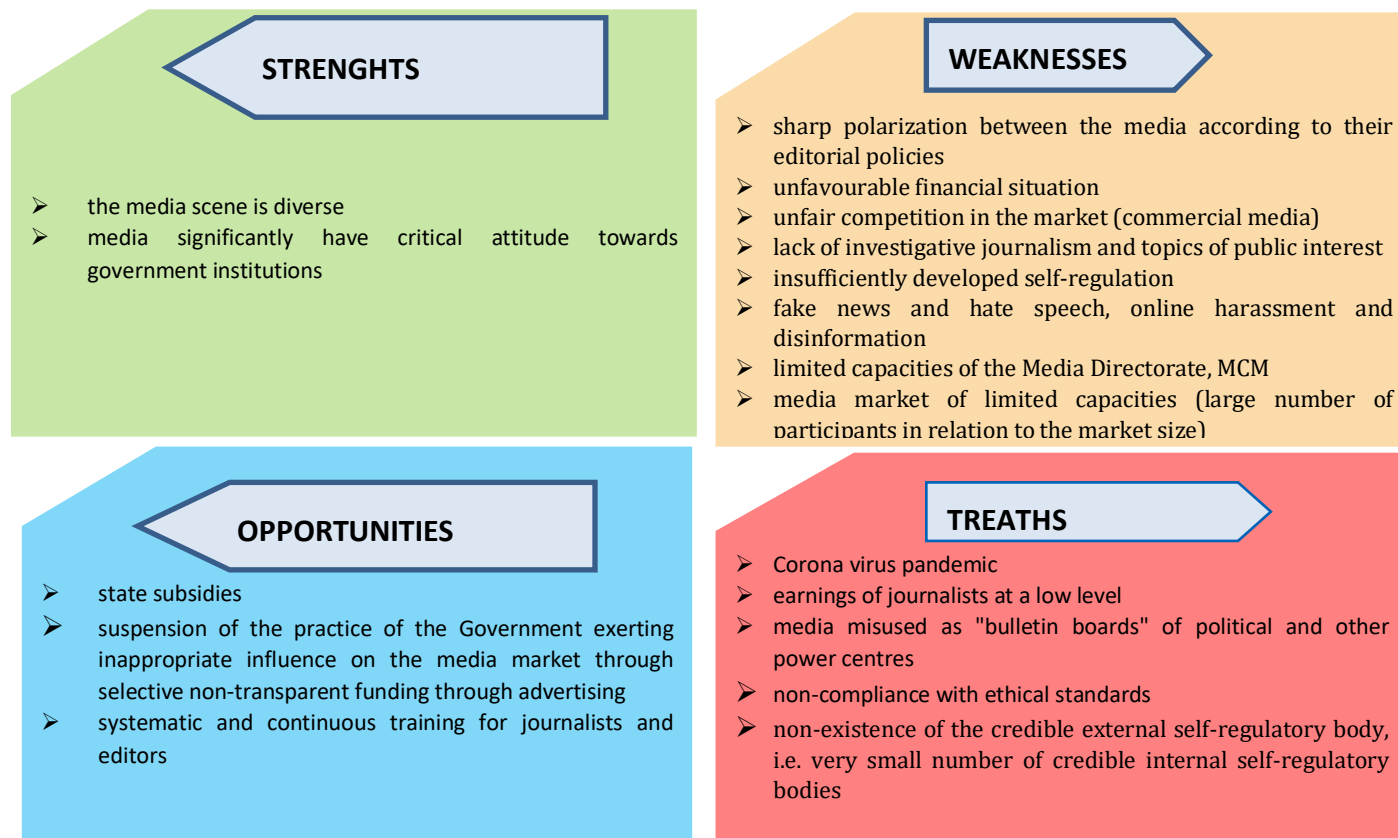 STRENGHTS
➢ the media scene is diverse
➢ media significantly have critical attitude towards
government institutions
WEAKNESSES
➢ sharp polarization between the media according to their
editorial policies
➢ unfavourable financial situation
➢ unfair competition in the market (commercial media)
➢ lack of investigative journalism and topics of public interest
➢ insufficiently developed self-regulation
➢ fake news and hate speech, online harassment and
disinformation
➢ limited capacities of the Media Directorate, MCM
➢ media market of limited capacities (large number of
participants in relation to the market size)
OPPORTUNITIES
➢ state subsidies
➢ suspension of the practice of the Government exerting
inappropriate influence on the media market through
selective non-transparent funding through advertising
➢ systematic and continuous training for journalists and
editors
TREATHS
➢ Corona virus pandemic
➢ earnings of journalists at a low level
➢ media misused as "bulletin boards" of political and other
power centres
➢ non-compliance with ethical standards
➢ non-existence of the credible external self-regulatory body,
i.e. very small number of credible internal self-regulatory
bodies